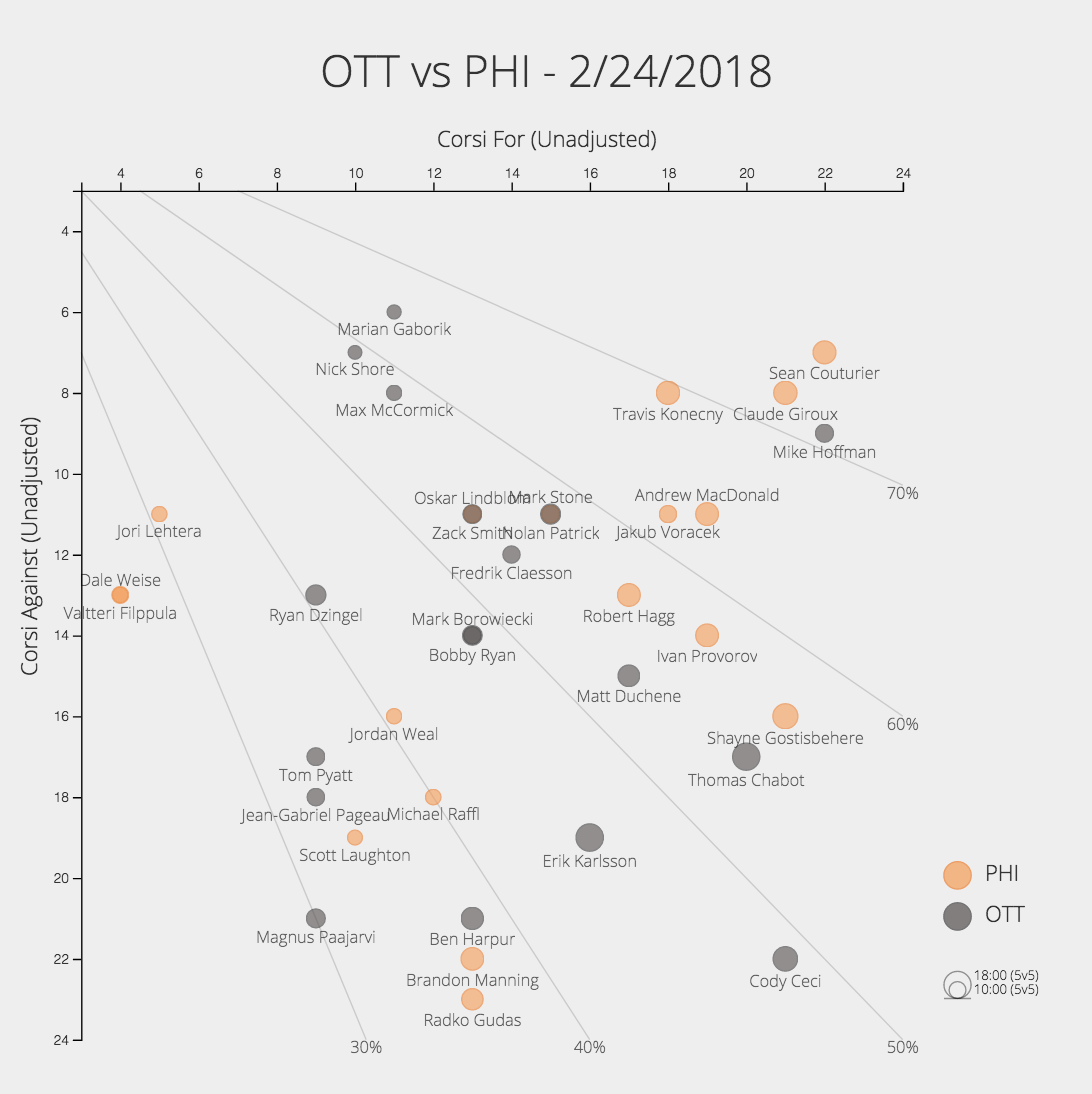 OTT vs PHI - 2/24/2018
Corsi For (Unadjusted)
4 6 8 10 12 14 16 18 20 22 24
Corsi Against (Unadjusted)
4
6
8
10
12
14
16
18
20
22
24
Marian Gaborik
Nick Shore
Sean Couturier
Max McCormick
Travis Konecny
Claude Giroux
Mike Hoffman
70%
Oskar Lindblom
Mark Stone
Andrew MacDonald
Jori Lehtera
Zack Smith
Nolan Patrick
Jakub Voracek
Fredrik Claesson
Dale Weise
Valtteri Filppula
Ryan Dzingel
Mark Borowiecki
Robert Hagg
Bobby Ryan
Ivan Provorov
Matt Duchene
60%
Jordan Weal
Shayne Gostisbehere
Tom Pyatt
Thomas Chabot
Jean-Gabriel Pageau
Michael Raffl
Scott Laughton
Erik Karlsson
PHI
OTT
Magnus Paajarvi
Ben Harpur
Brandon Manning
Cody Ceci
18:00 (5v5)
10:00 (5v5)
Radko Gudas
30%
40%
50%